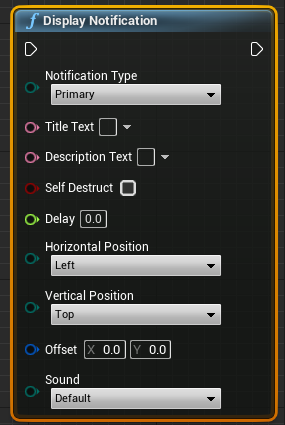 f Display Notification
Notification Type
Primary
Title Text
Description Text
Self Destruct
Delay 0.0
Horizontal Position
Left
Vertical Position
Top
Offset X 0.0 Y 0.0
Sound
Default